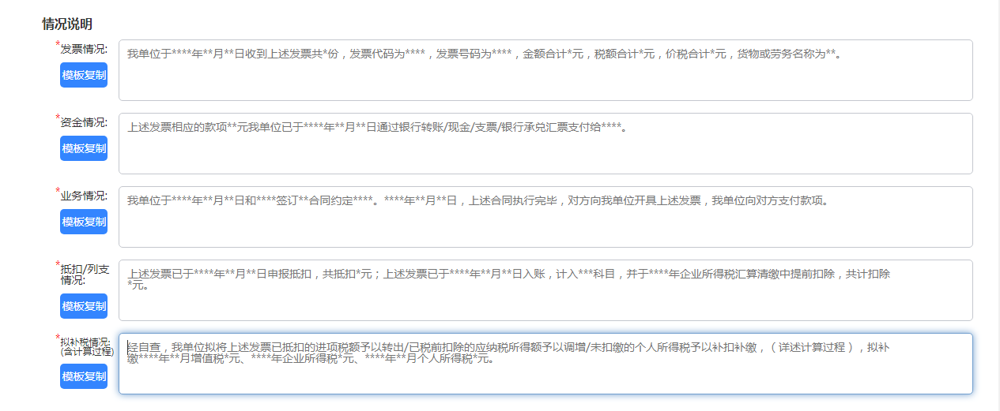 情况说明
*发票情况:
我单位于****年**月**日收到上述发票共*份，发票代码为****，发票号码为****，金额合计*元，税额合计*元，价税合计*元，货物或劳务名称为**。
模板复制
*资金情况:
上述发票相应的款项**元我单位已于****年**月**日通过银行转账/现金/支票/银行承兑汇票支付给****。
模板复制
*业务情况:
我单位于****年**月**日和****签订**合同约定****。****年**月**日，上述合同执行完毕，对方向我单位开具上述发票，我单位向对方支付款项。
模板复制
*抵扣/列支
情况:
上述发票已于****年**月**日申报抵扣，共抵扣*元；上述发票已于****年**月**日入账，计入***科目，并于****年企业所得税汇算清缴中提前扣除，共计扣除
*元。
模板复制
*拟补税情况:
(含计算过程)
经自查，我单位拟将上述发票已抵扣的进项税额予以转出/已税前扣除的应纳税所得额予以调增/未扣缴的个人所得税予以补扣补缴，（详述计算过程），拟补
缴****年**月增值税*元、****年企业所得税*元、****年**月个人所得税*元。
模板复制